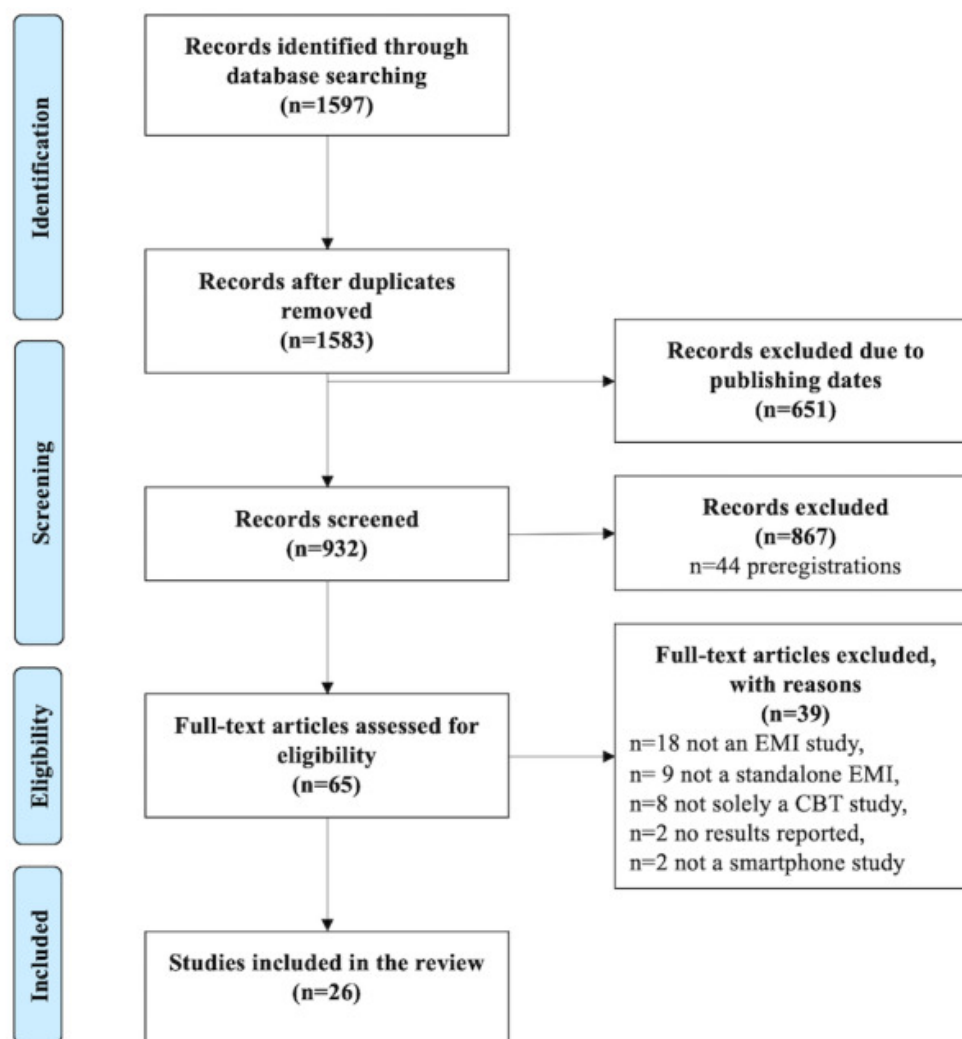 Identification
Records identified through
database searching
(n=1597)
Records after duplicates
removed
(n=1583)
Screening
Records excluded due to
publishing dates
(n=651)
Records screened
(n=932)
Records excluded
(n=867)
n=44 preregistrations
Eligibility
Full-text articles assessed for
eligibility
(n=65)
Full-text articles excluded,
with reasons
(n=39)
n=18 not an EMI study,
n= 9 not a standalone EMI,
n=8 not solely a CBT study,
n=2 no results reported,
n=2 not a smartphone study
Included
Studies included in the review
(n=26)